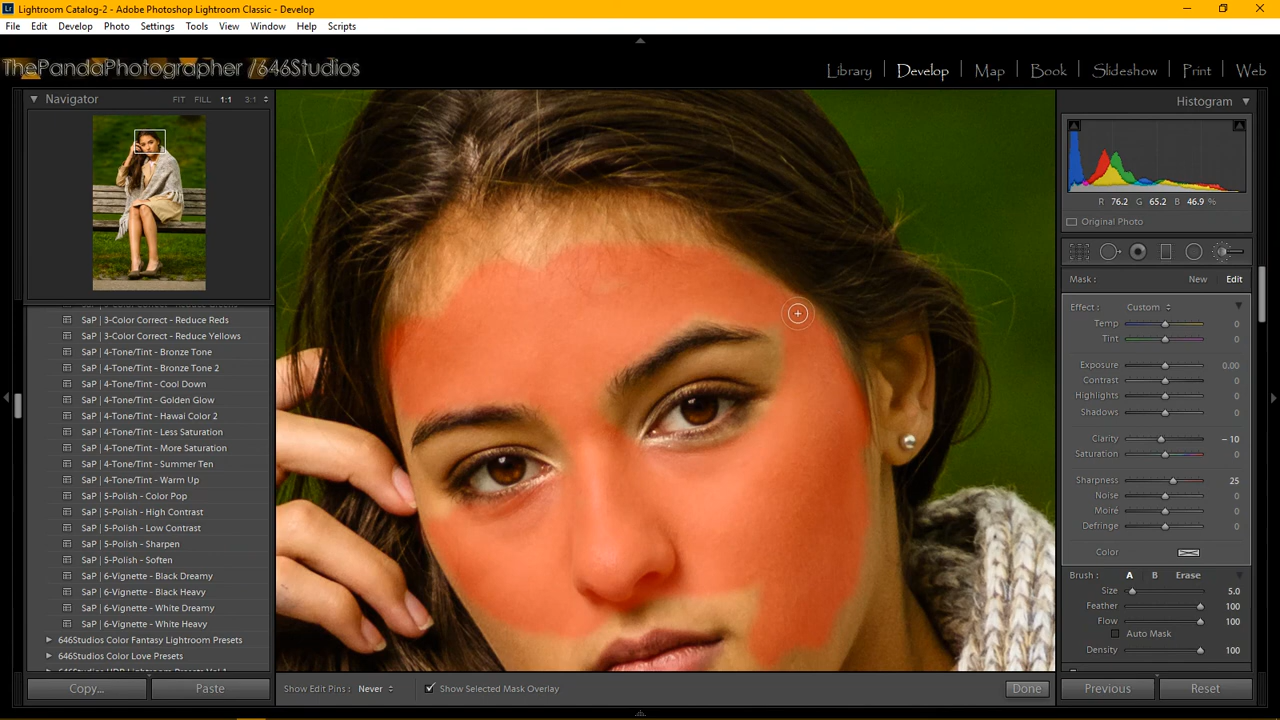 Lightroom Catalog-2 - Adobe Photoshop Lightroom Classic - Develop
File Edit Develop Photo Settings Tools View Window Help Scripts
ThePandaPhotographer /646Studios
Library Develop Map Book Slideshow Print Web
Navigator FIT FILL 1:1 3:1
SaP | 3-Color Correct - Reduce Reds
SaP | 3-Color Correct - Reduce Yellows
SaP | 4-Tone/Tint - Bronze Tone
SaP | 4-Tone/Tint - Bronze Tone 2
SaP | 4-Tone/Tint - Cool Down
SaP | 4-Tone/Tint - Golden Glow
SaP | 4-Tone/Tint - Hawai Color 2
SaP | 4-Tone/Tint - Less Saturation
SaP | 4-Tone/Tint - More Saturation
SaP | 4-Tone/Tint - Summer Ten
SaP | 4-Tone/Tint - Warm Up
SaP | 5-Polish - Color Pop
SaP | 5-Polish - High Contrast
SaP | 5-Polish - Low Contrast
SaP | 5-Polish - Sharpen
SaP | 5-Polish - Soften
SaP | 6-Vignette - Black Dreamy
SaP | 6-Vignette - Black Heavy
SaP | 6-Vignette - White Dreamy
SaP | 6-Vignette - White Heavy
646Studios Color Fantasy Lightroom Presets
646Studios Color Love Presets
Copy... Paste
Show Edit Pins : Never Show Selected Mask Overlay Done
Histogram
R 76.2 G 65.2 B 46.9 %
Original Photo
Mask : New Edit
Effect : Custom
Temp 0
Tint 0
Exposure 0.00
Contrast 0
Highlights 0
Shadows 0
Clarity – 10
Saturation 0
Sharpness 25
Noise 0
Moiré 0
Defringe 0
Color
Brush : A B Erase
Size 5.0
Feather 100
Flow 100
Auto Mask
Density 100
Previous Reset